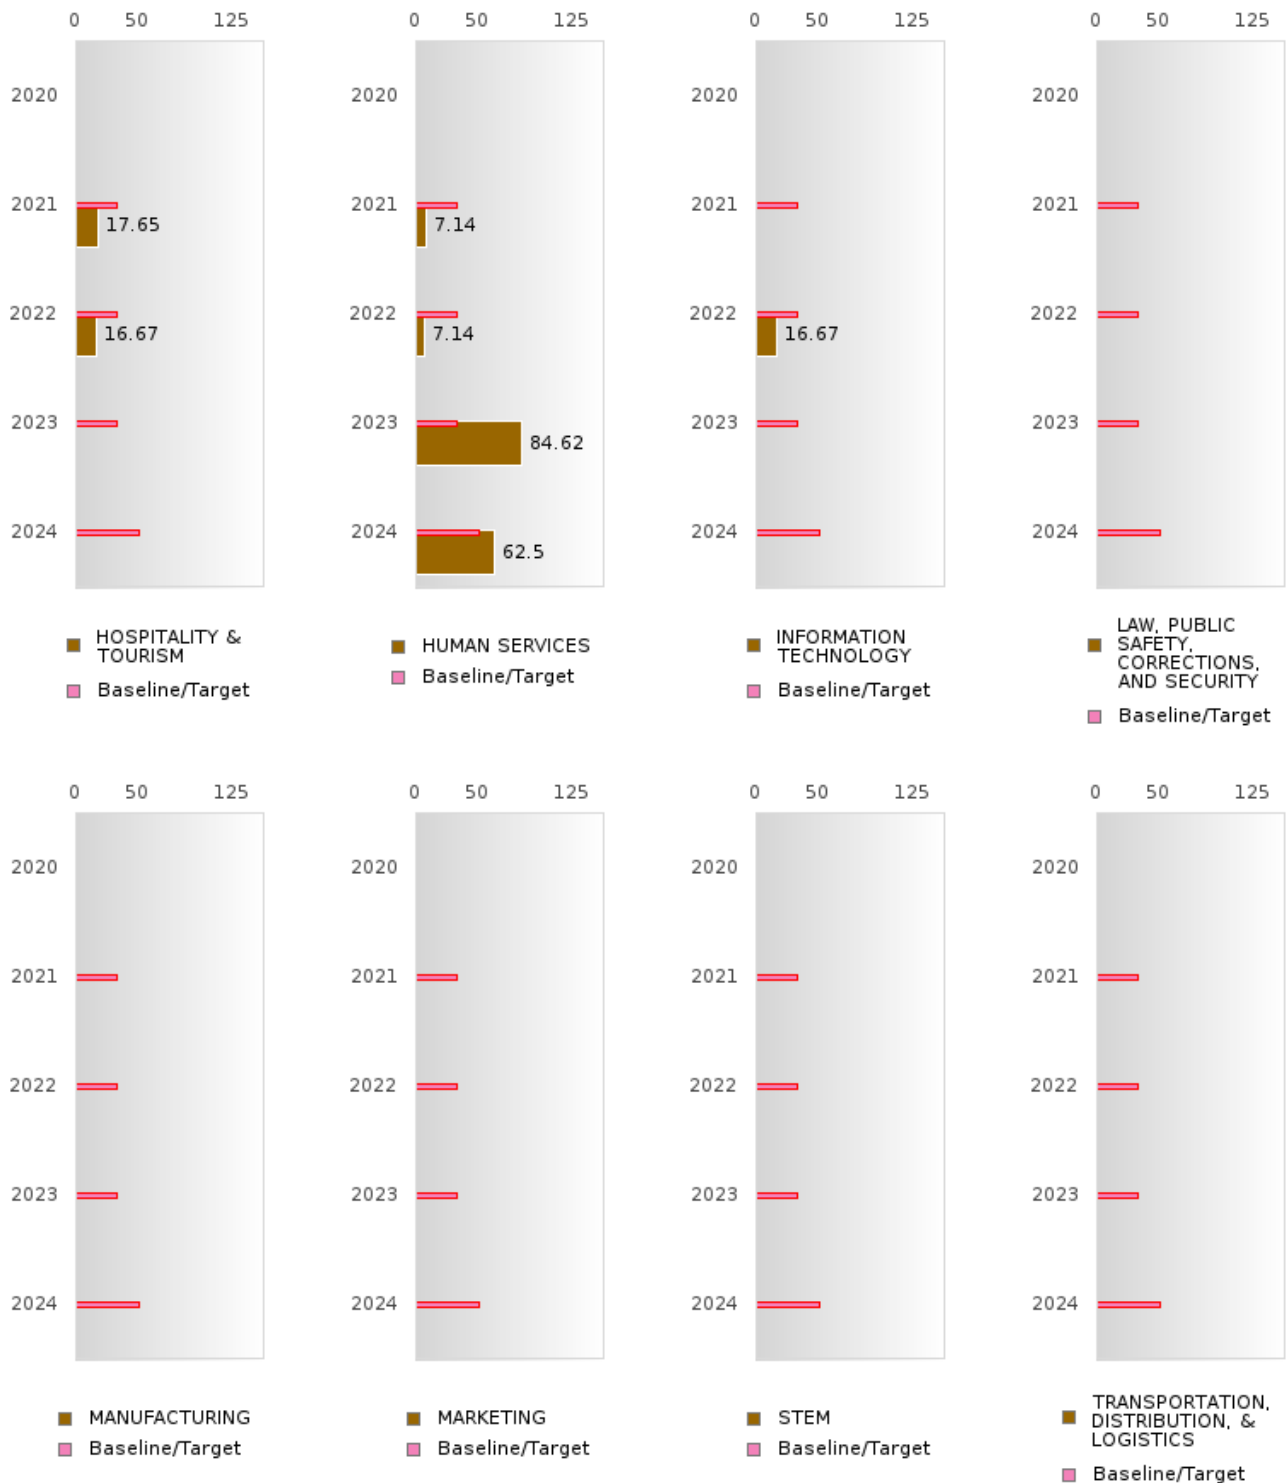 0 50 125
2020
2021
17.65
2022
16.67
2023
2024
HOSPITALITY &
TOURISM
Baseline/Target
0 50 125
2020
2021
7.14
2022
7.14
2023
84.62
2024
62.5
HUMAN SERVICES
Baseline/Target
0 50 125
2020
2021
2022
16.67
2023
2024
INFORMATION
TECHNOLOGY
Baseline/Target
0 50 125
2020
2021
2022
2023
2024
LAW, PUBLIC
SAFETY,
CORRECTIONS,
AND SECURITY
Baseline/Target
0 50 125
2020
2021
2022
2023
2024
MANUFACTURING
Baseline/Target
0 50 125
2020
2021
2022
2023
2024
MARKETING
Baseline/Target
0 50 125
2020
2021
2022
2023
2024
STEM
Baseline/Target
0 50 125
2020
2021
2022
2023
2024
TRANSPORTATION,
DISTRIBUTION, &
LOGISTICS
Baseline/Target